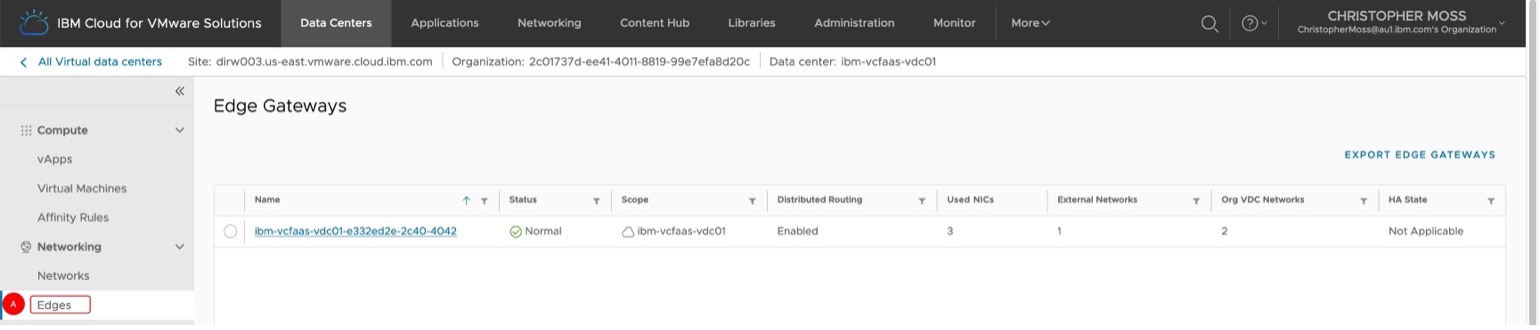 IBM Cloud for VMware Solutions Data Centers Applications Networking Content Hub Libraries Administration Monitor More CHRISTOPHER MOSS
ChristopherMoss@au1.ibm.com's Organization
All Virtual data centers Site: dirw003.us-east.vmware.cloud.ibm.com Organization: 2c01737d-ee41-4011-8819-99e7efa8d20c Data center: ibm-vcfaas-vdc01
Edge Gateways
Compute
vApps
Virtual Machines
Affinity Rules
Networking
Networks
A Edges
EXPORT EDGE GATEWAYS
Name Status Scope Distributed Routing Used NICs External Networks Org VDC Networks HA State
ibm-vcfaas-vdc01-e332ed2e-2c40-4042 Normal ibm-vcfaas-vdc01 Enabled 3 1 2 Not Applicable